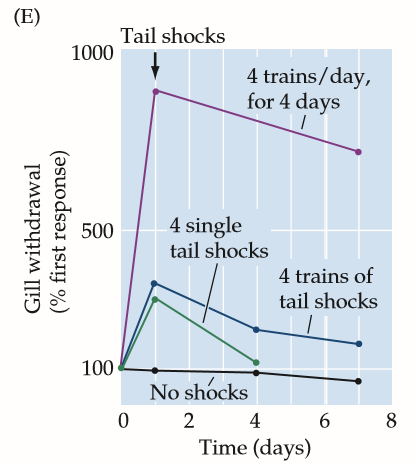 (E)
Tail shocks
1000
4 trains/day,
for 4 days
Gill withdrawal
(% first response)
500
4 single
tail shocks
4 trains of
tail shocks
100
No shocks
0 2 4 6 8
Time (days)